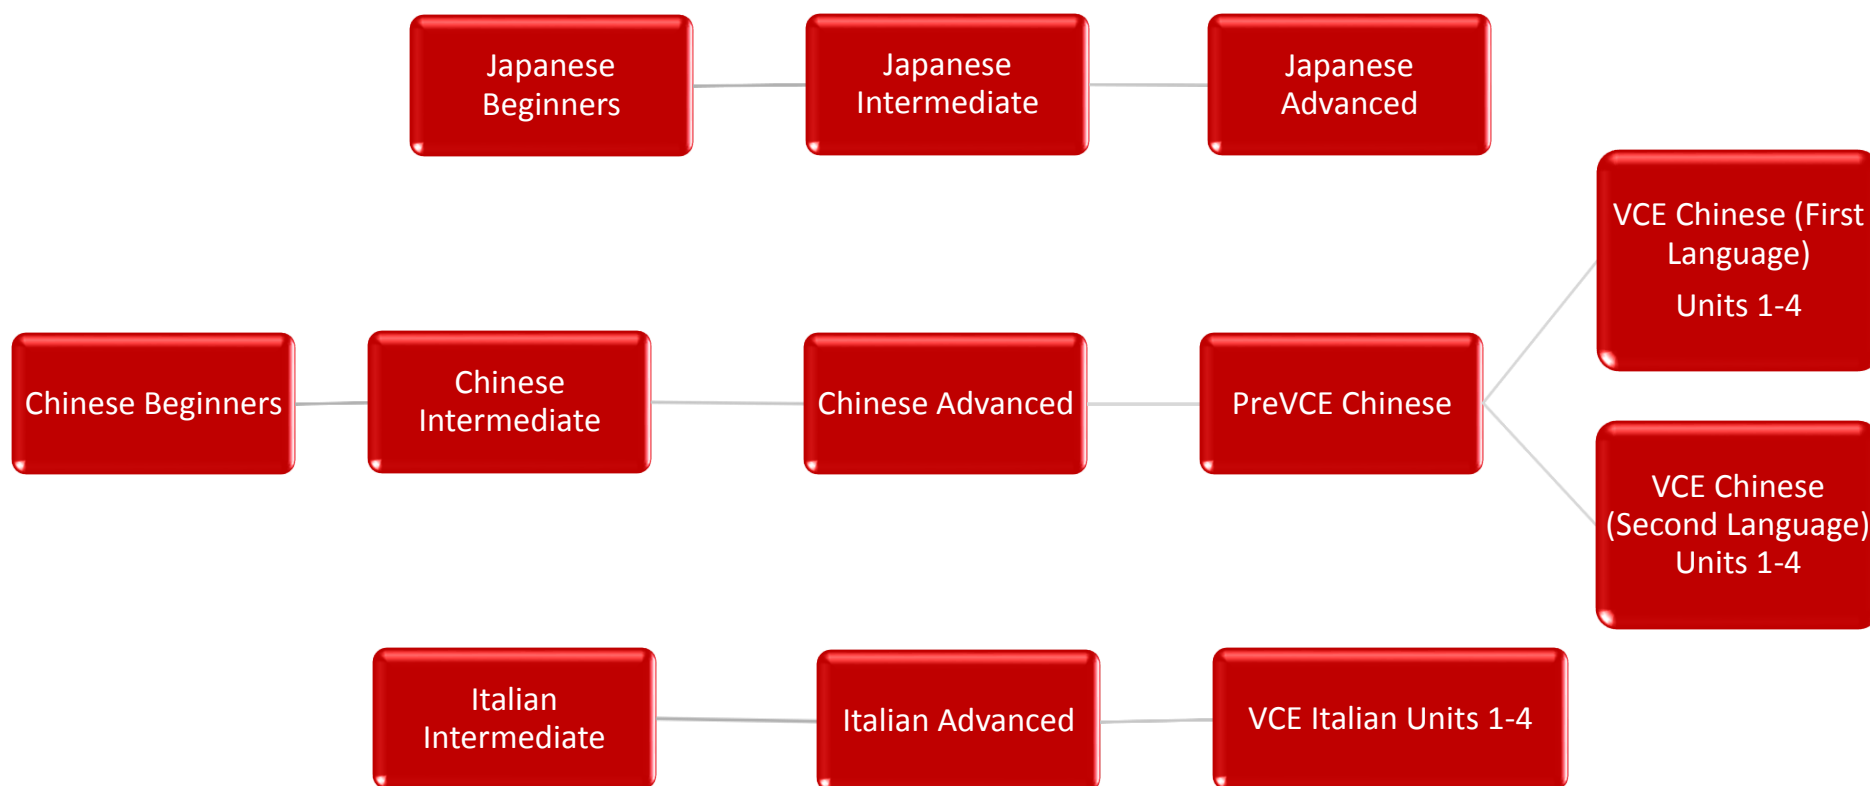 Japanese
Beginners
Japanese
Intermediate
Japanese
Advanced
Chinese Beginners
Chinese
Intermediate
Chinese Advanced
PreVCE Chinese
VCE Chinese (First
Language)
Units 1-4
VCE Chinese
(Second Language)
Units 1-4
Italian
Intermediate
Italian Advanced
VCE Italian Units 1-4